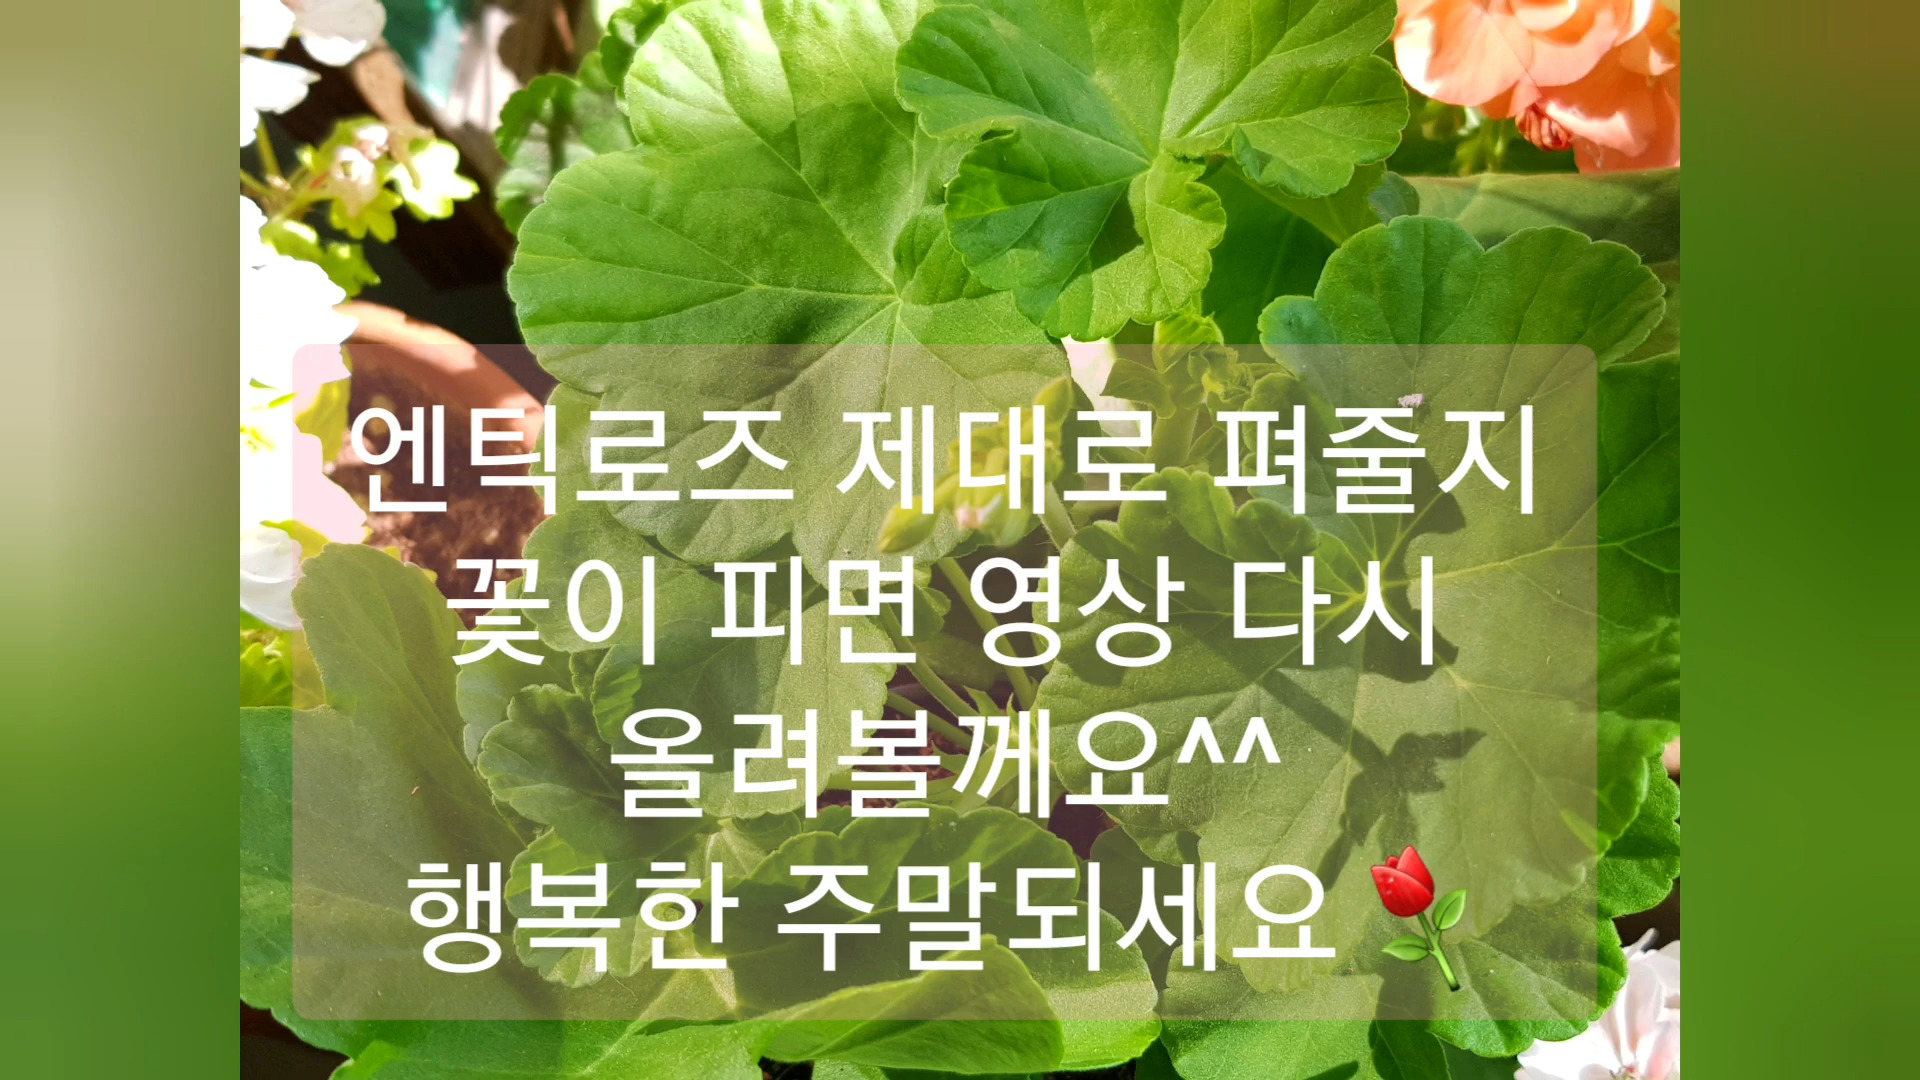 엔틱로즈 제대로 펴줄지
꽃이 피면 영상 다시
올려볼께요^^
행복한 주말되세요🌹